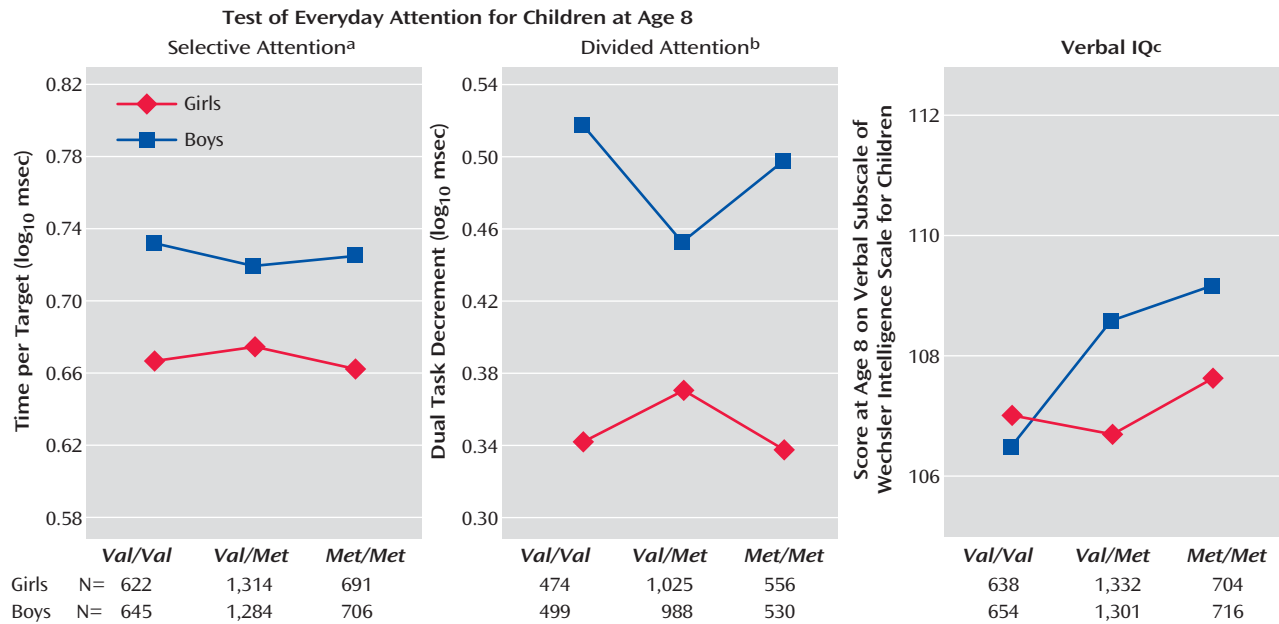 Test of Everyday Attention for Children at Age 8
Selective Attentiona
Divided Attentionb
Verbal IQc
Time per Target (log10 msec)
0.82
0.78
0.74
0.70
0.66
0.62
0.58
Girls
Boys
Dual Task Decrement (log10 msec)
0.54
0.50
0.46
0.42
0.38
0.34
0.30
Score at Age 8 on Verbal Subscale of
Wechsler Intelligence Scale for Children
112
110
108
106
Val/Val Val/Met Met/Met Val/Val Val/Met Met/Met Val/Val Val/Met Met/Met
Girls N= 622 1,314 691 474 1,025 556 638 1,332 704
Boys N= 645 1,284 706 499 988 530 654 1,301 716